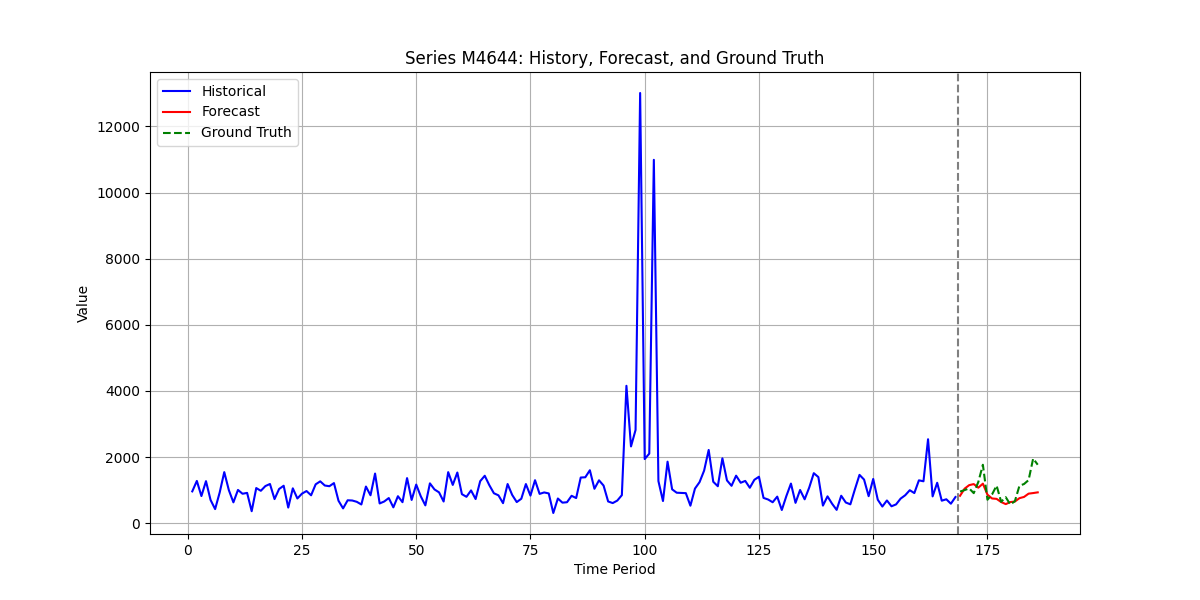 Series M4644: History, Forecast, and Ground Truth
Historical
Forecast
Ground Truth
12000
10000
8000
6000
4000
2000
0
Value
0 25 50 75 100 125 150 175
Time Period